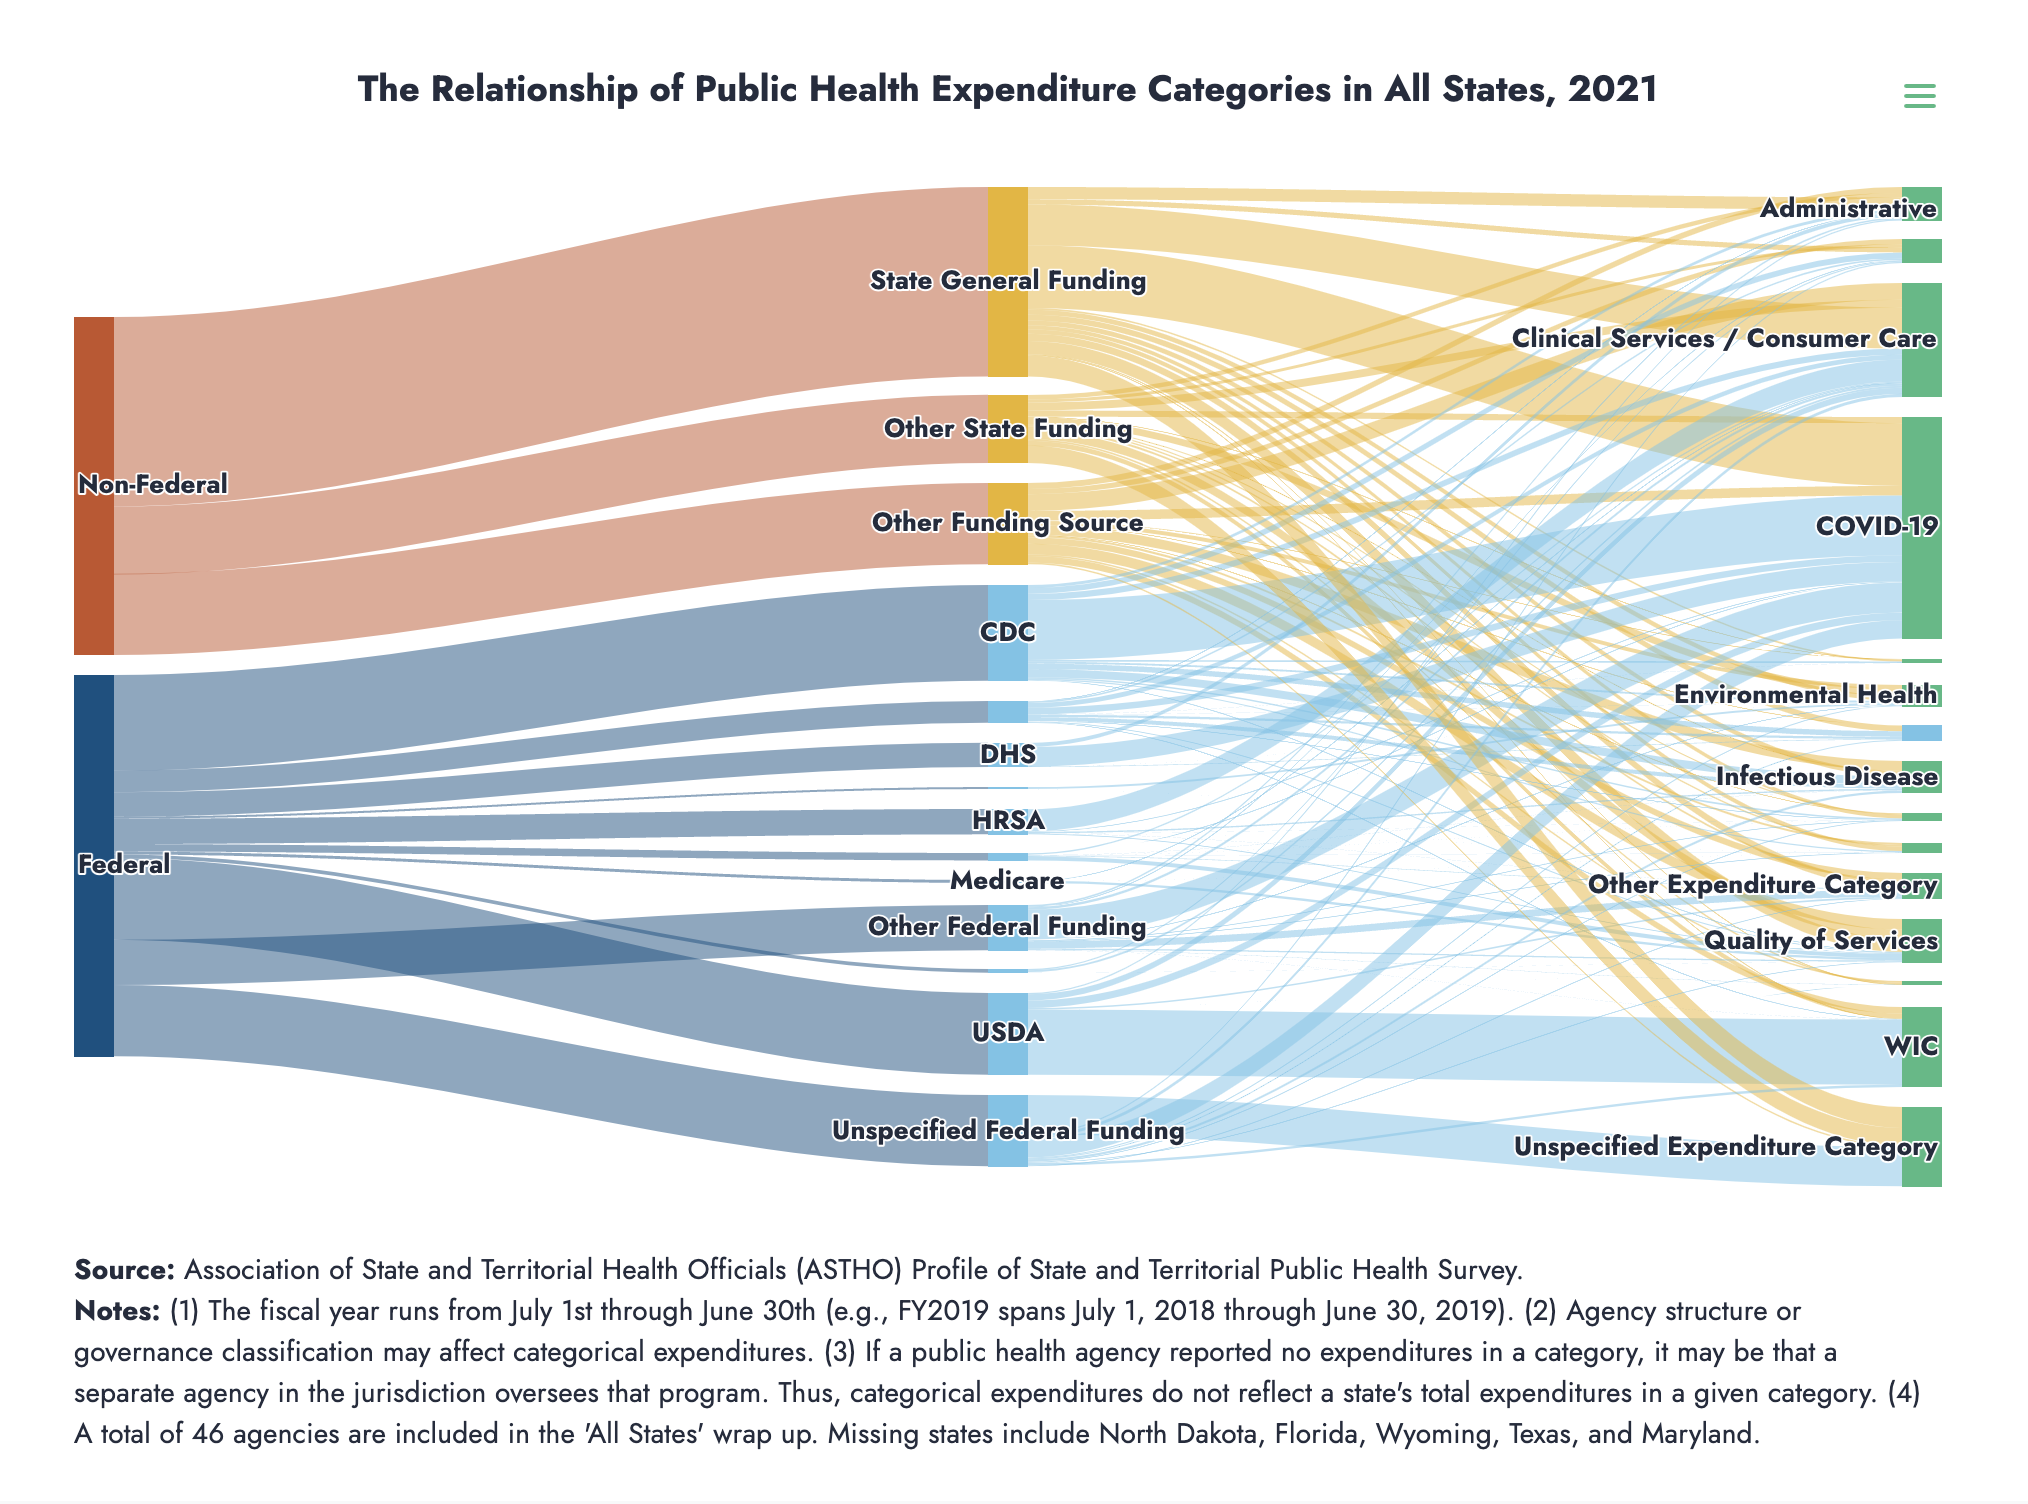 The Relationship of Public Health Expenditure Categories in All States, 2021
Administrative
State General Funding
Clinical Services / Consumer Care
Other State Funding
Non-Federal
Other Funding Source
COVID-19
CDC
Environmental Health
DHS
Infectious Disease
HRSA
Federal
Medicare
Other Expenditure Category
Other Federal Funding
Quality of Services
USDA
WIC
Unspecified Federal Funding
Unspecified Expenditure Category
Source: Association of State and Territorial Health Officials (ASTHO) Profile of State and Territorial Public Health Survey.
Notes: (1) The fiscal year runs from July 1st through June 30th (e.g., FY2019 spans July 1, 2018 through June 30, 2019). (2) Agency structure or
governance classification may affect categorical expenditures. (3) If a public health agency reported no expenditures in a category, it may be that a
separate agency in the jurisdiction oversees that program. Thus, categorical expenditures do not reflect a state's total expenditures in a given category. (4)
A total of 46 agencies are included in the 'All States' wrap up. Missing states include North Dakota, Florida, Wyoming, Texas, and Maryland.